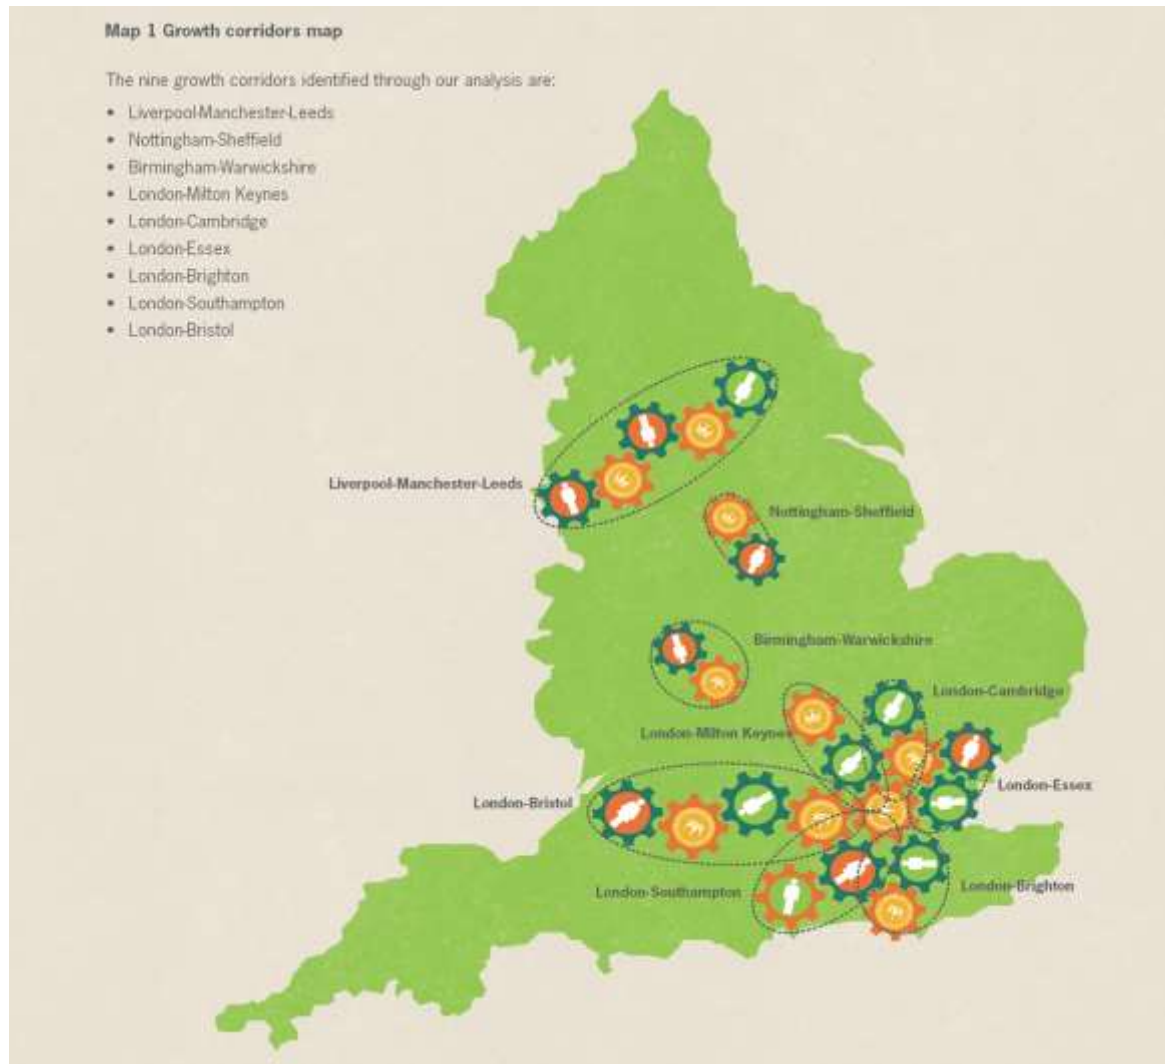 Map 1 Growth corridors map
The nine growth corridors identified through our analysis are:
• Liverpool-Manchester-Leeds
• Nottingham-Sheffield
• Birmingham-Warwickshire
• London-Milton Keynes
• London-Cambridge
• London-Essex
• London-Brighton
• London-Southampton
• London-Bristol
Liverpool-Manchester-Leeds
Nottingham-Sheffield
Birmingham-Warwickshire
London-Cambridge
London-Milton Keynes
London-Essex
London-Bristol
London-Southampton
London-Brighton